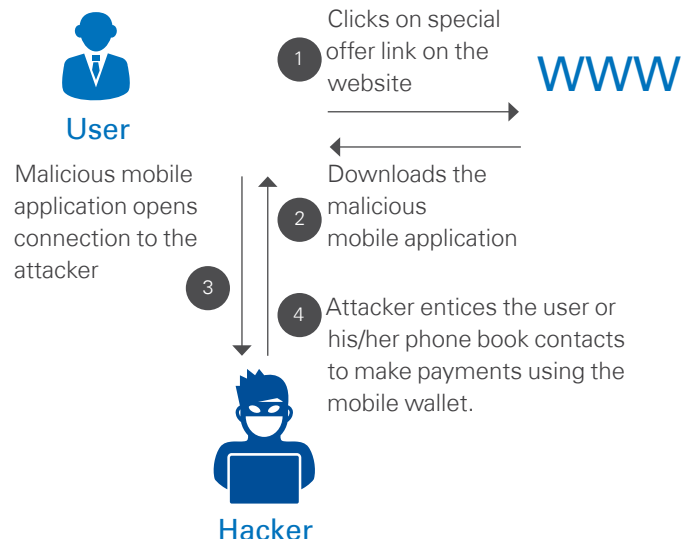 1
Clicks on special
offer link on the
website
WWW
User
Malicious mobile
application opens
connection to the
attacker
2
Downloads the
malicious
mobile application
3
4
Attacker entices the user or
his/her phone book contacts
to make payments using the
mobile wallet.
Hacker